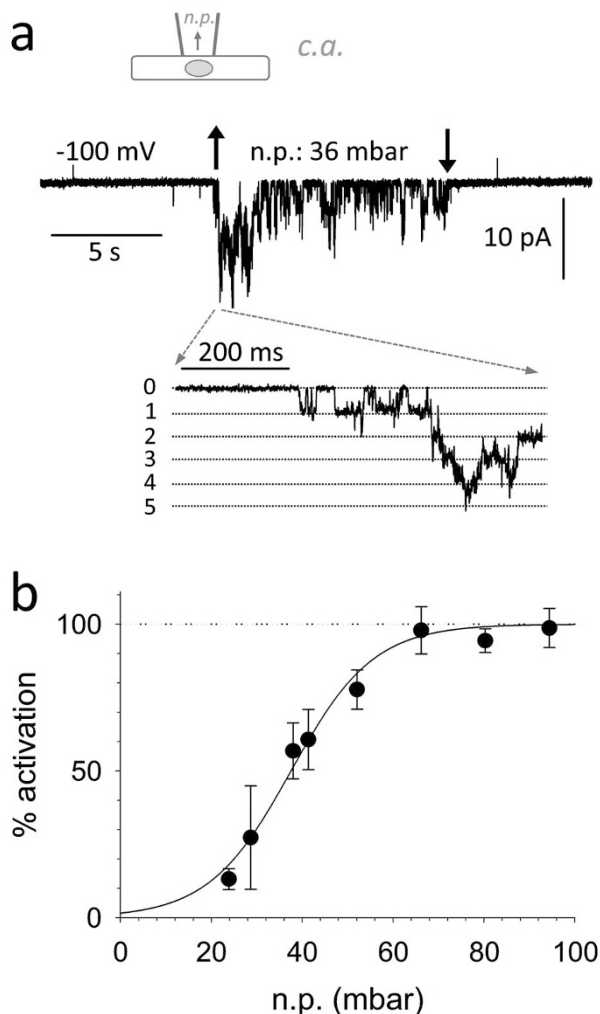 a
n.p.
c.a.
-100 mV
n.p.: 36 mbar
5 s
10 pA
200 ms
0
1
2
3
4
5
b
100
50
0
% activation
0 20 40 60 80 100
n.p. (mbar)